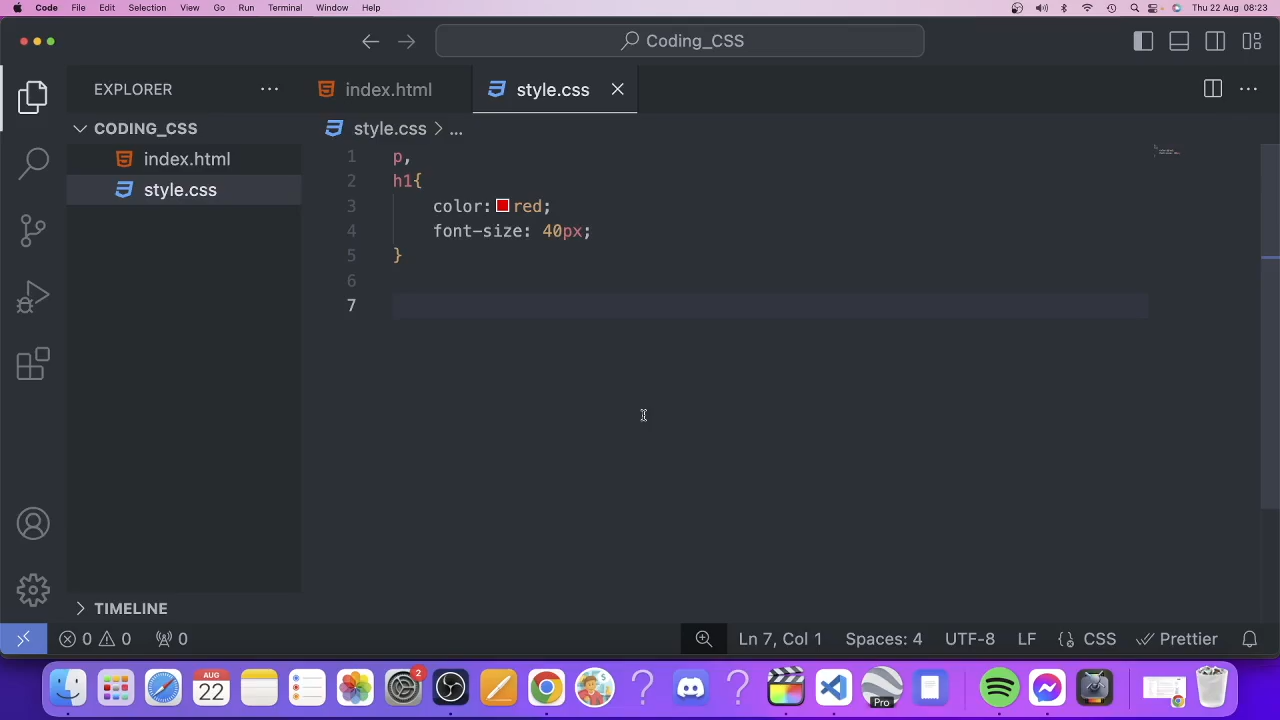 Code File Edit Selection View Go Run Terminal Window Help Thu 22 Aug 08:23
Coding_CSS
EXPLORER
index.html
style.css
CODING_CSS
index.html
style.css
style.css > ...
1 p,
2 h1{
3 color: red;
4 font-size: 40px;
5 }
6
7
TIMELINE
0 0 0
Ln 7, Col 1 Spaces: 4 UTF-8 LF {} CSS Prettier
2
AUG
22
5
Pro